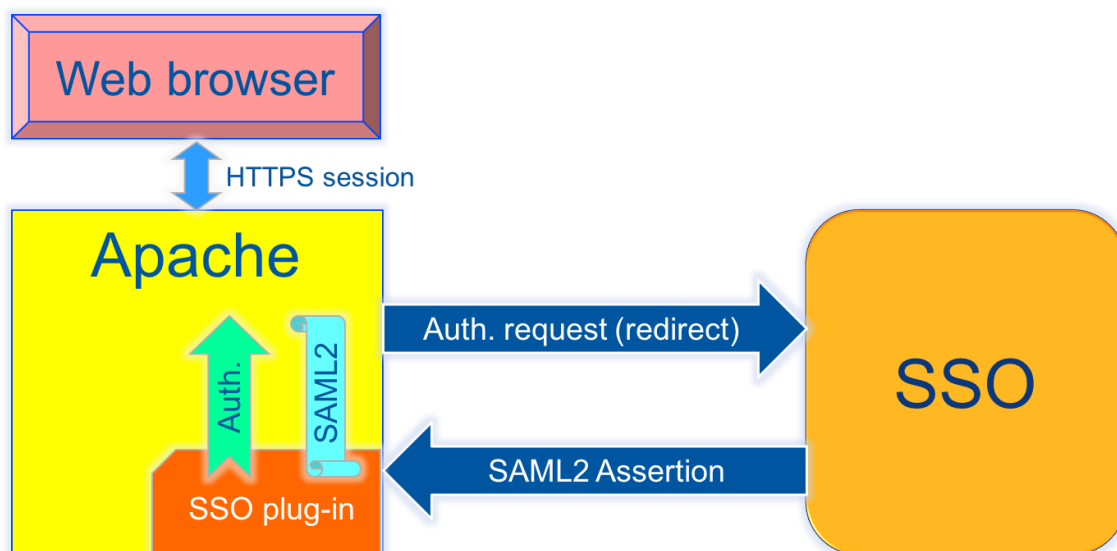 Web browser
HTTPS session
Apache
Auth.
SAML2
SSO plug-in
Auth. request (redirect)
SAML2 Assertion
SSO